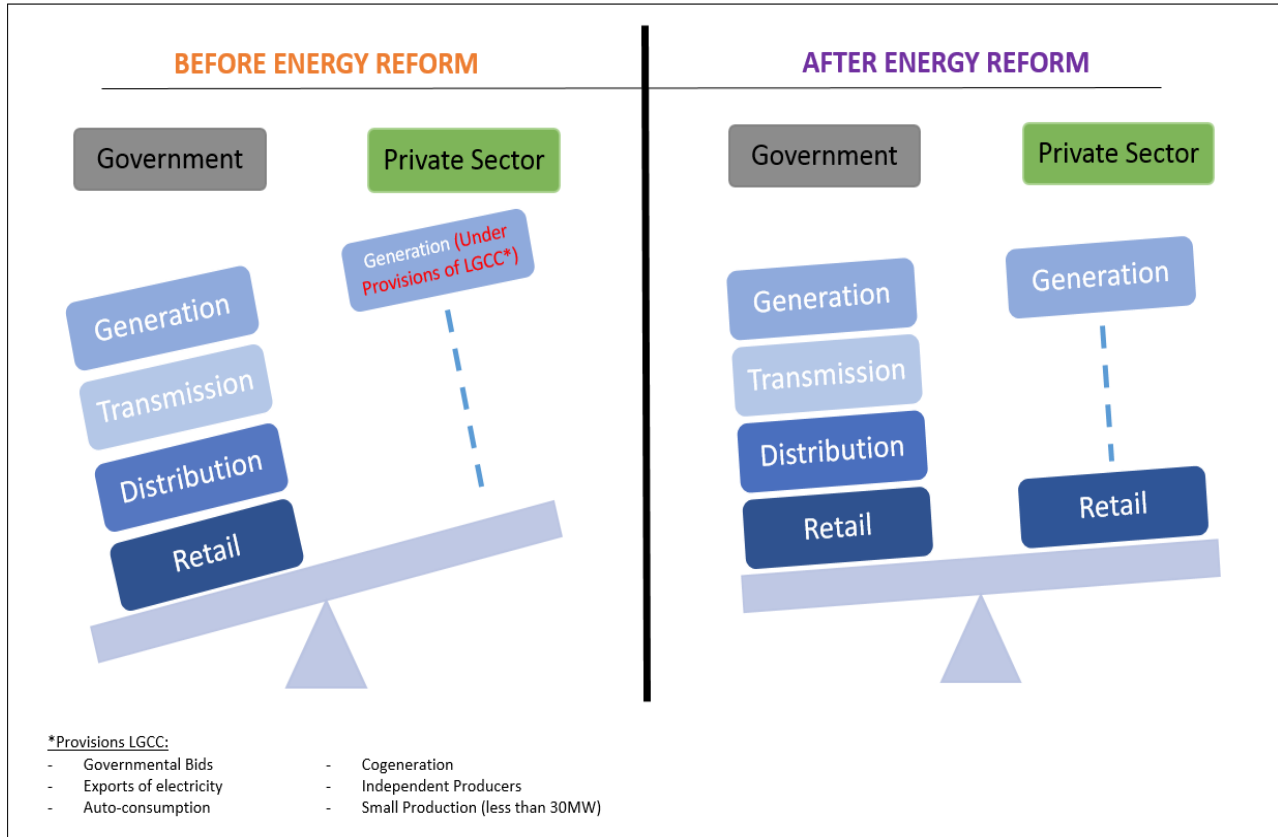 BEFORE ENERGY REFORM
Government
Private Sector
Generation (Under
Provisions of LGCC*)
Generation
Transmission
Distribution
Retail
AFTER ENERGY REFORM
Government
Private Sector
Generation
Transmission
Distribution
Retail
Generation
Retail
*Provisions LGCC:
- Governmental Bids
- Exports of electricity
- Auto-consumption
- Cogeneration
- Independent Producers
- Small Production (less than 30MW)